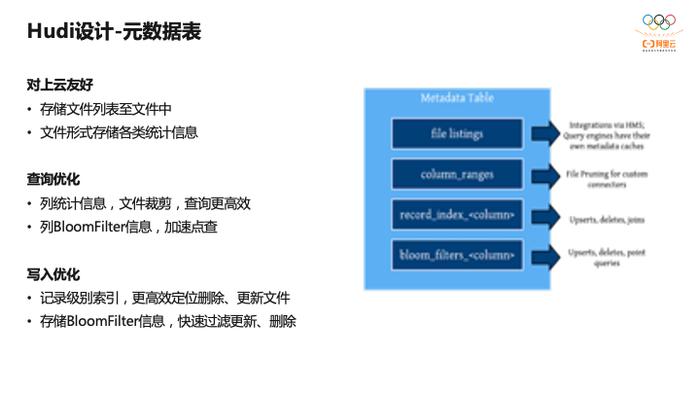 Hudi设计-元数据表
阿里云
对上云友好
• 存储文件列表至文件中
• 文件形式存储各类统计信息
查询优化
• 列统计信息，文件裁剪，查询更高效
• 列BloomFilter信息，加速点查
写入优化
• 记录级别索引，更高效定位删除、更新文件
• 存储BloomFilter信息，快速过滤更新、删除
Metadata Table
file listings
Integrations via HMS;
Query engines have their
own metadata caches
column_ranges
File Pruning for custom
connectors
record_index_<column>
Upserts, deletes, joins
bloom_filters_<column>
Upserts, deletes, point
queries